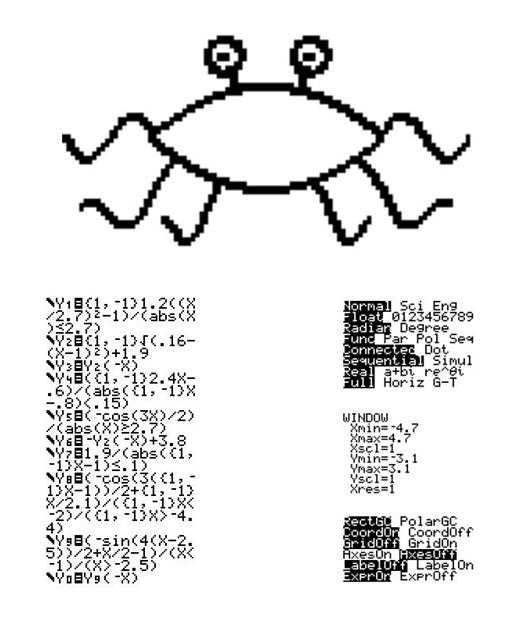 \Y₁⊟{1,-1}1.2((X
/2.7)²-1)/(abs(X
)≤2.7)
\Y₂⊟{1,-1}√(.16-
(X-1)²)+1.9
\Y₃⊟Y₂(-X)
\Y₄⊟({1,-1}2.4X-
.6)/(abs({1,-1}X
-.8)<.15)
\Y₅⊟(-cos(3X)/2)
/(abs(X)≥2.7)
\Y₆⊟-Y₂(-X)+3.8
\Y₇⊟1.9/(abs({1,
-1}X-1)≤.1)
\Y₈⊟(-cos(3({1,-
1}X-1))/2+{1,-1}
X/2.1)/({1,-1}X<
-2)/({1,-1}X>-4.
4)
\Y₉⊟(-sin(4(X-2.
5))/2+X/2-1)/(X<
-1)/(X>-2.5)
\Y₀⊟Y₉(-X)
Normal Sci Eng
Float 0123456789
Radian Degree
Func Par Pol Seq
Connected Dot
Sequential Simul
Real a+bi re^θi
Full Horiz G-T
WINDOW
Xmin=-4.7
Xmax=4.7
Xscl=1
Ymin=-3.1
Ymax=3.1
Yscl=1
Xres=1
RectGC PolarGC
CoordOn CoordOff
GridOff GridOn
AxesOn AxesOff
LabelOff LabelOn
ExprOn ExprOff